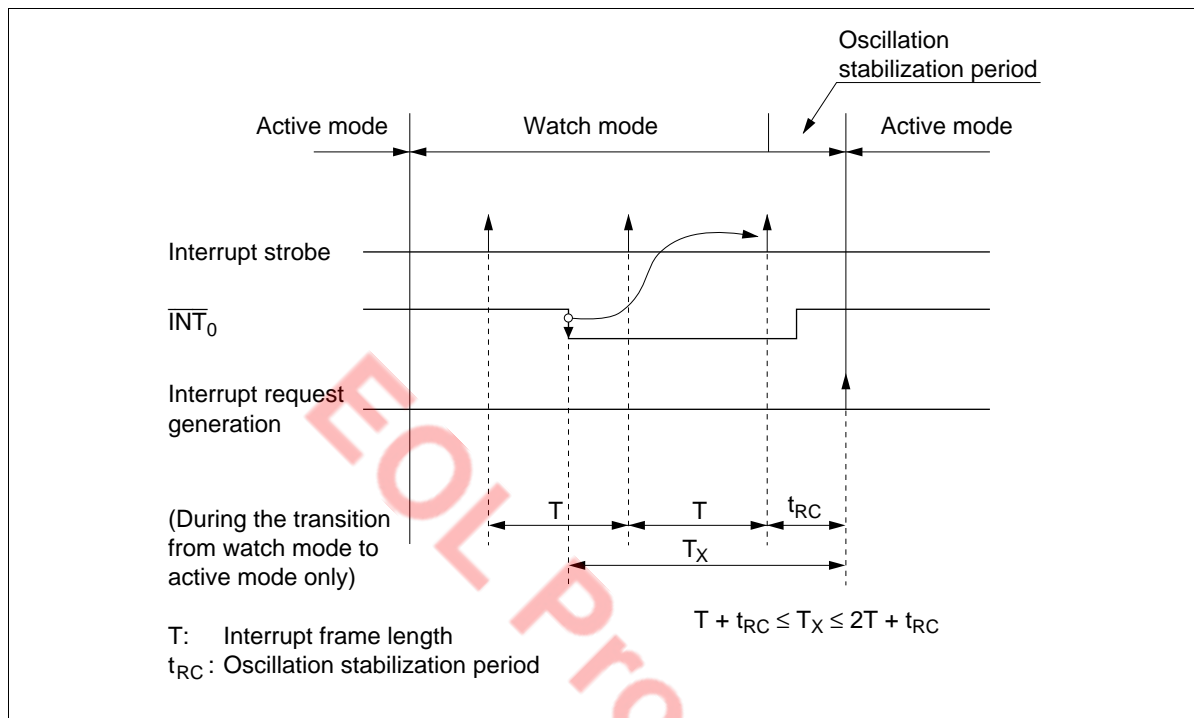 Oscillation
stabilization period
Active mode
Watch mode
Active mode
Interrupt strobe
INT0
Interrupt request
generation
(During the transition
from watch mode to
active mode only)
T
T
tRC
TX
T + tRC ≤ TX ≤ 2T + tRC
T: Interrupt frame length
tRC : Oscillation stabilization period
EOL Pro